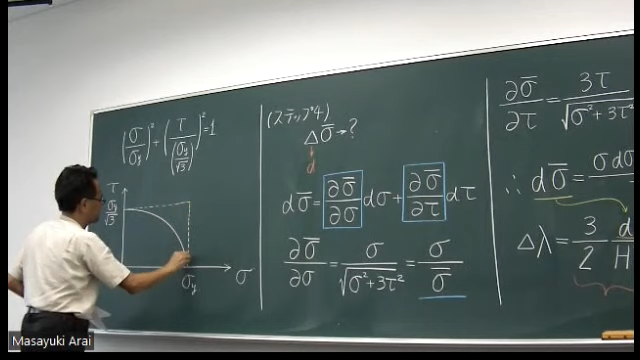 (σ/σy)² + (τ/(σy/√3))² = 1
τ
σy/√3
σy
σ
(ステップ4)
Δσ̄→?
d
dσ̄ = ∂σ̄/∂σ dσ + ∂σ̄/∂τ dτ
∂σ̄/∂σ = σ/√(σ²+3τ²) = σ/σ̄
∂σ̄/∂τ = 3τ/√(σ²+3τ²
∴ dσ̄ = σdσ
Δλ = 3/2 d/H
Masayuki Arai